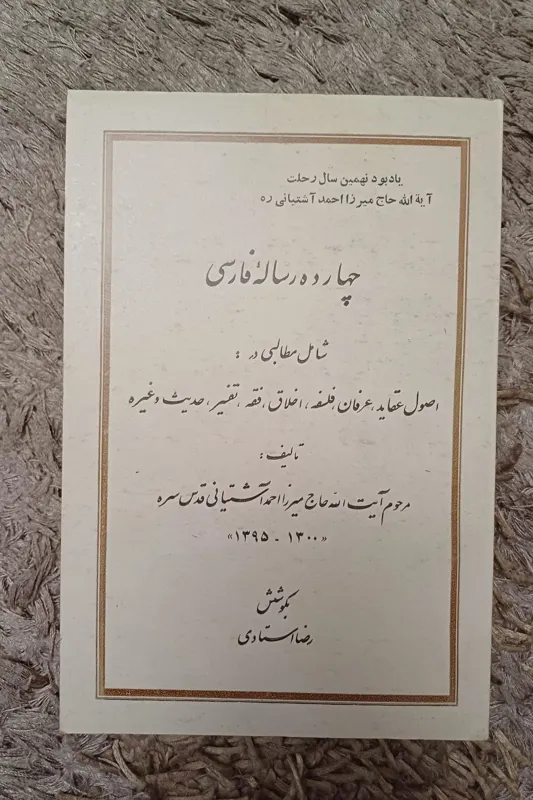 یادبود نهمین سال رحلت
آیة الله حاج میرزا احمد آشتیانی ره
چهارده رسالهٔ فارسی
شامل مطالبی در :
اصول عقاید، عرفان، فلسفه، اخلاق، فقه، تفسیر، حدیث و غیره
تألیف:
مرحوم آیت الله حاج میرزا احمد آشتیانی قدس سره
«۱۳۰۰ - ۱۳۹۵»
بکوشش
رضا استادی